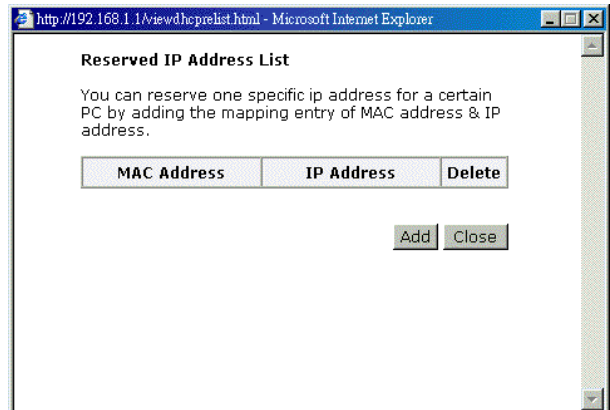 http://192.168.1.1/viewdhcprelist.html - Microsoft Internet Explorer
Reserved IP Address List
You can reserve one specific ip address for a certain
PC by adding the mapping entry of MAC address & IP
address.
MAC Address IP Address Delete
Add Close